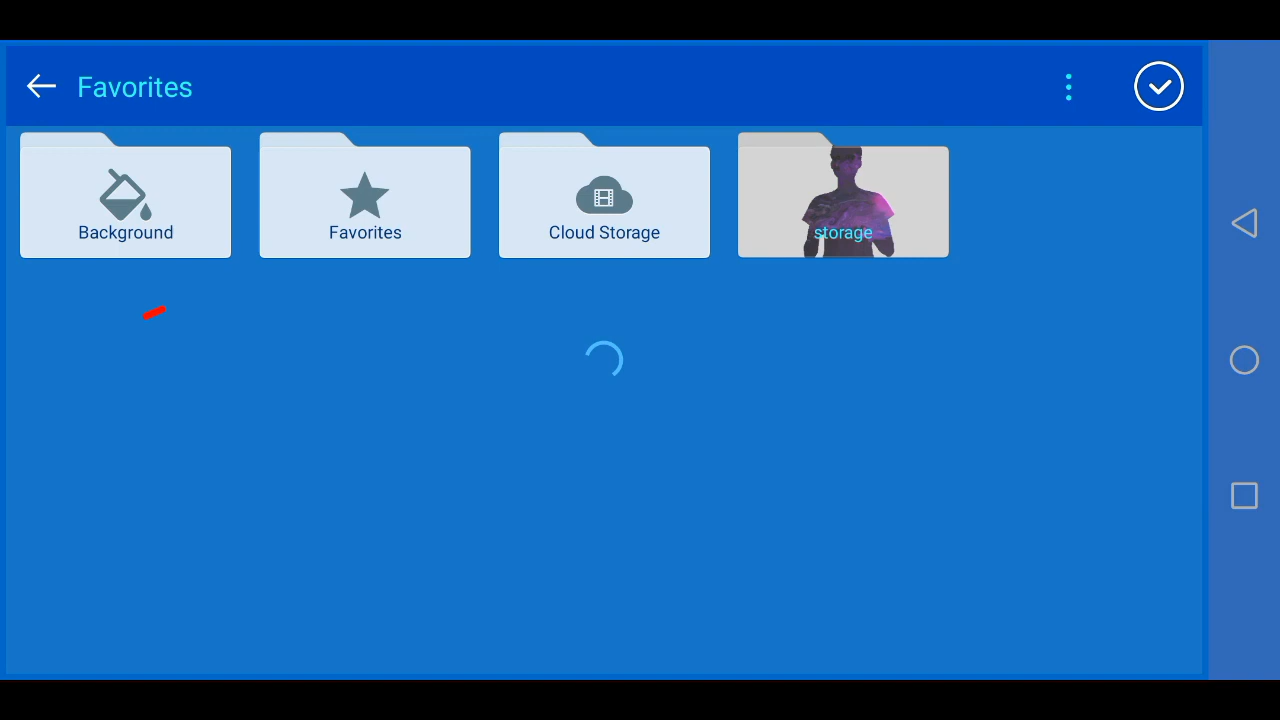 Favorites
Background
Favorites
Cloud Storage
storage